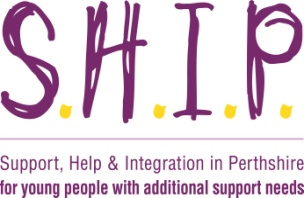 S.H.I.P.
Support, Help & Integration in Perthshire
for young people with additional support needs